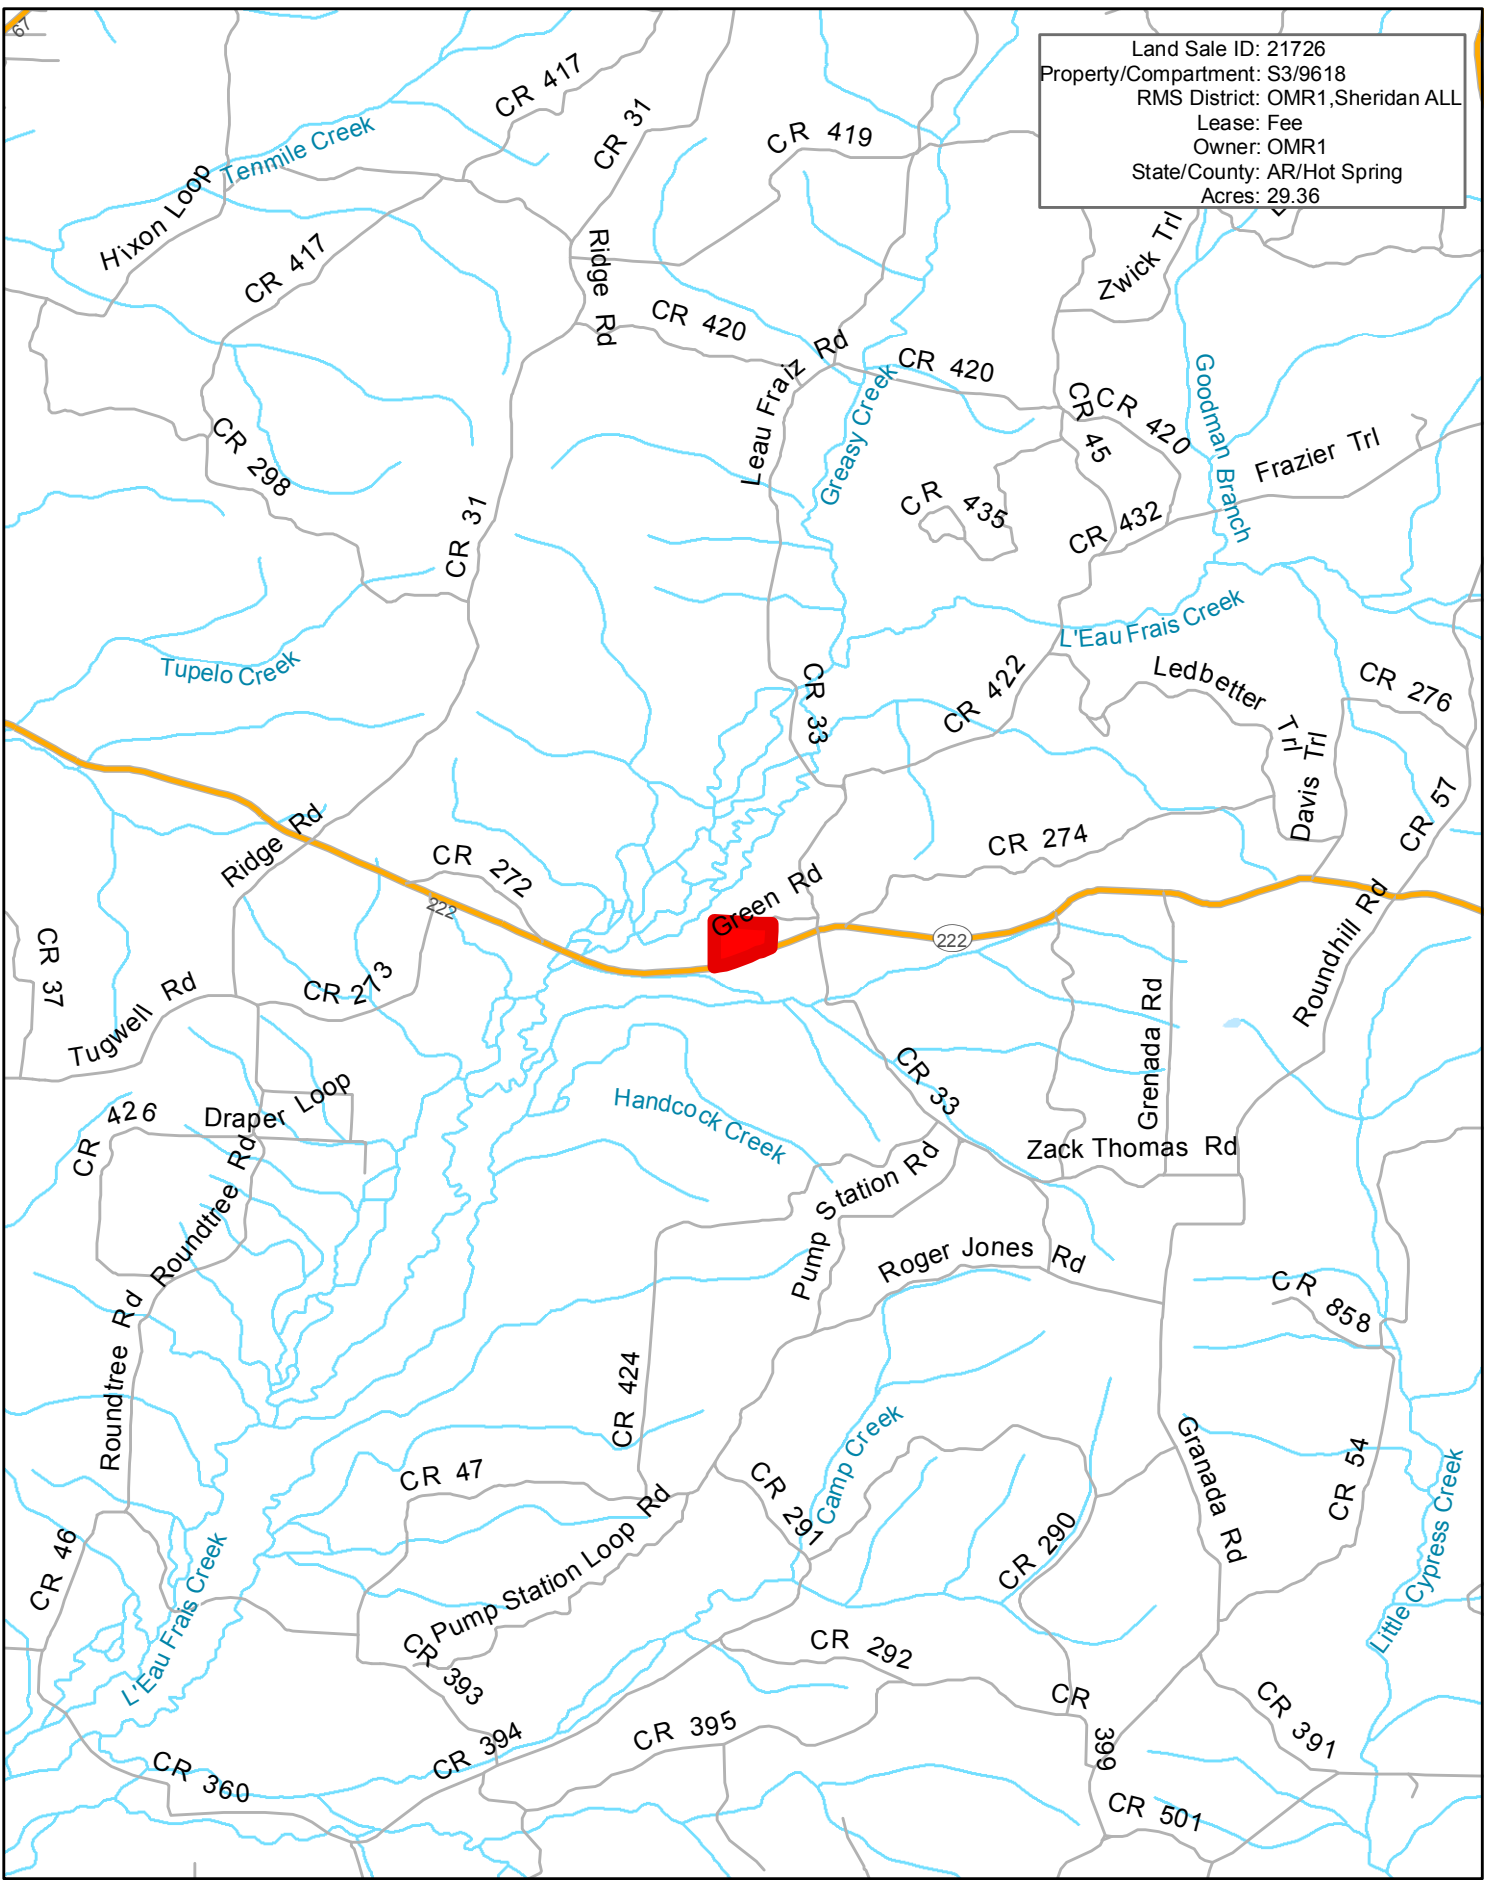 67
Land Sale ID: 21726
Property/Compartment: S3/9618
RMS District: OMR1,Sheridan ALL
Lease: Fee
Owner: OMR1
State/County: AR/Hot Spring
Acres: 29.36
CR 417
CR 31
CR 419
Tenmile Creek
Hixon Loop
CR 417
Ridge Rd
Zwick Trl
CR 420
Leau Fraiz Rd
CR 420
Greasy Creek
Goodman Branch
CR 45
CR 420
Frazier Trl
CR 298
CR 435
CR 432
CR 31
L'Eau Frais Creek
Tupelo Creek
CR 33
CR 422
Ledbetter Trl
CR 276
Davis Trl
CR 57
Ridge Rd
CR 272
CR 274
222
Green Rd
222
Roundhill Rd
CR 37
Tugwell Rd
CR 273
Grenada Rd
CR 33
Handcock Creek
CR 426
Draper Loop
Zack Thomas Rd
Roundtree Rd
Pump Station Rd
Roger Jones Rd
CR 858
Roundtree Rd
CR 424
Camp Creek
Granada Rd
CR 54
Little Cypress Creek
CR 47
CR 291
CR 290
CR 46
L'Eau Frais Creek
Pump Station Loop Rd
C
CR 393
CR 292
CR 399
CR 391
CR 394
CR 395
CR 360
CR 501